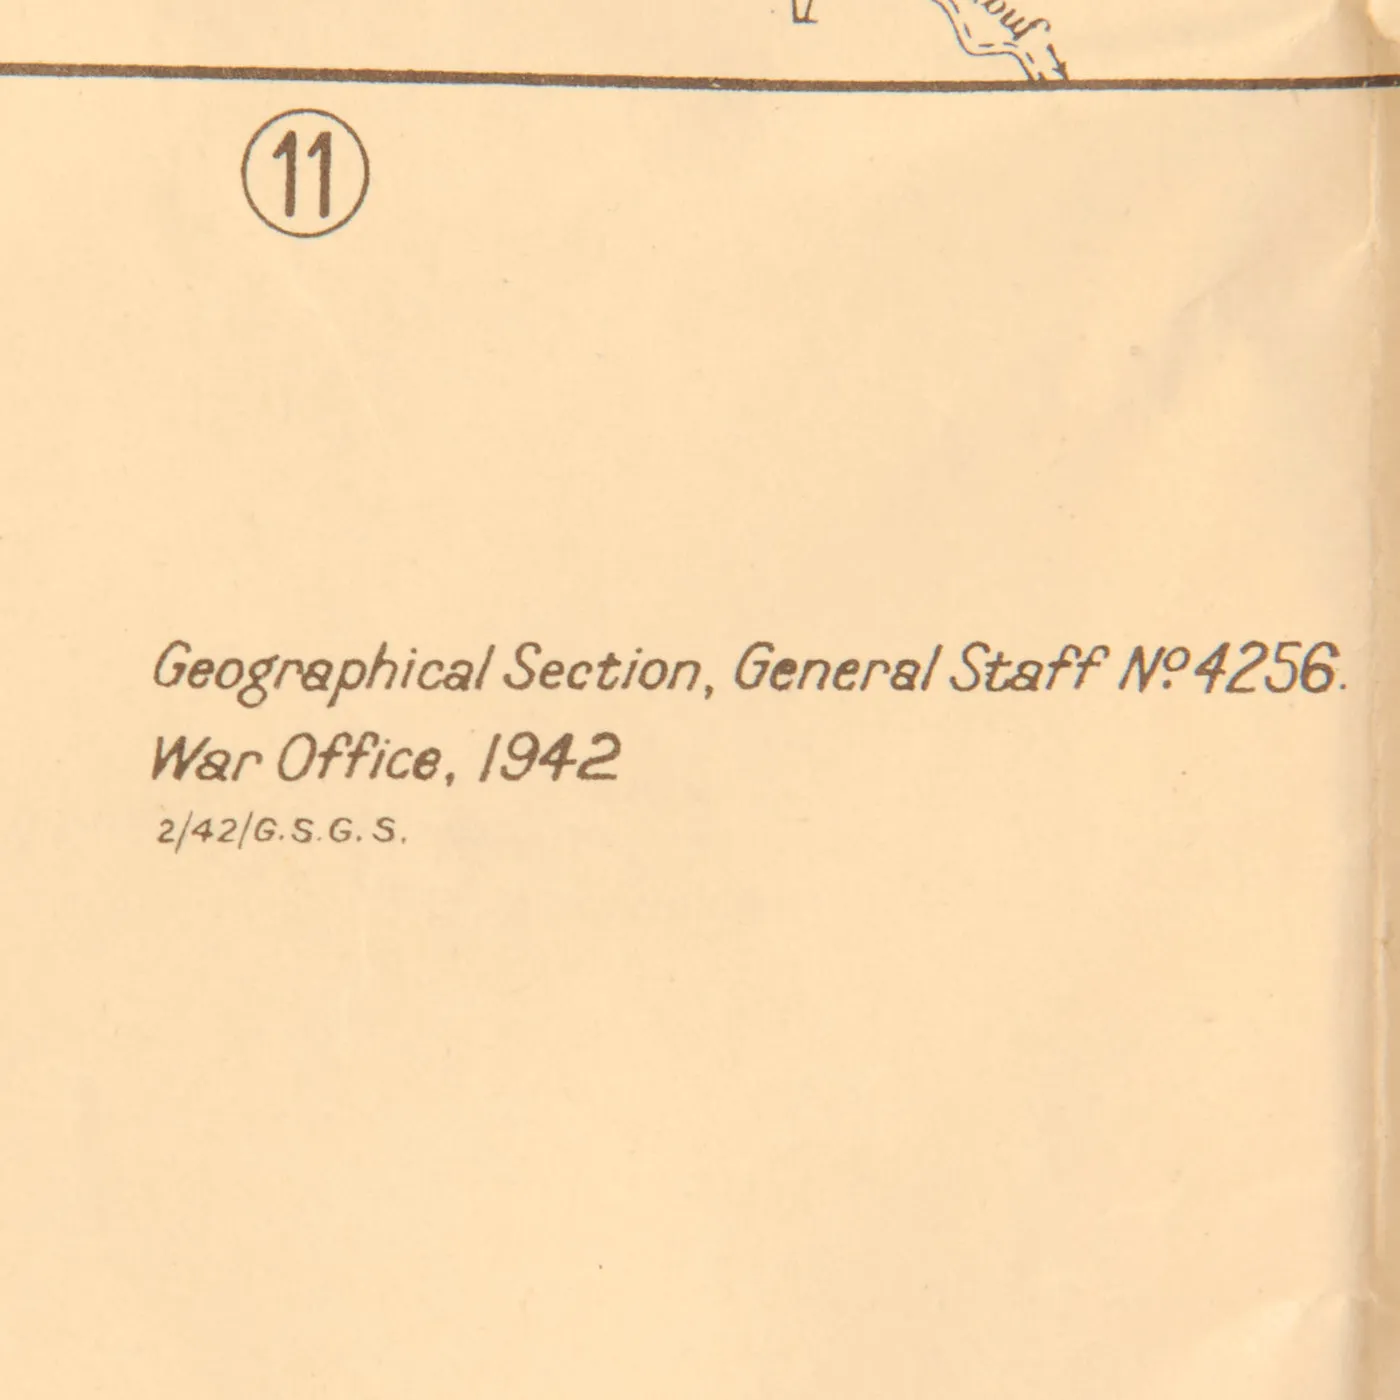 11
Geographical Section, General Staff Nº 4256.
War Office, 1942
2/42/G.S.G.S.